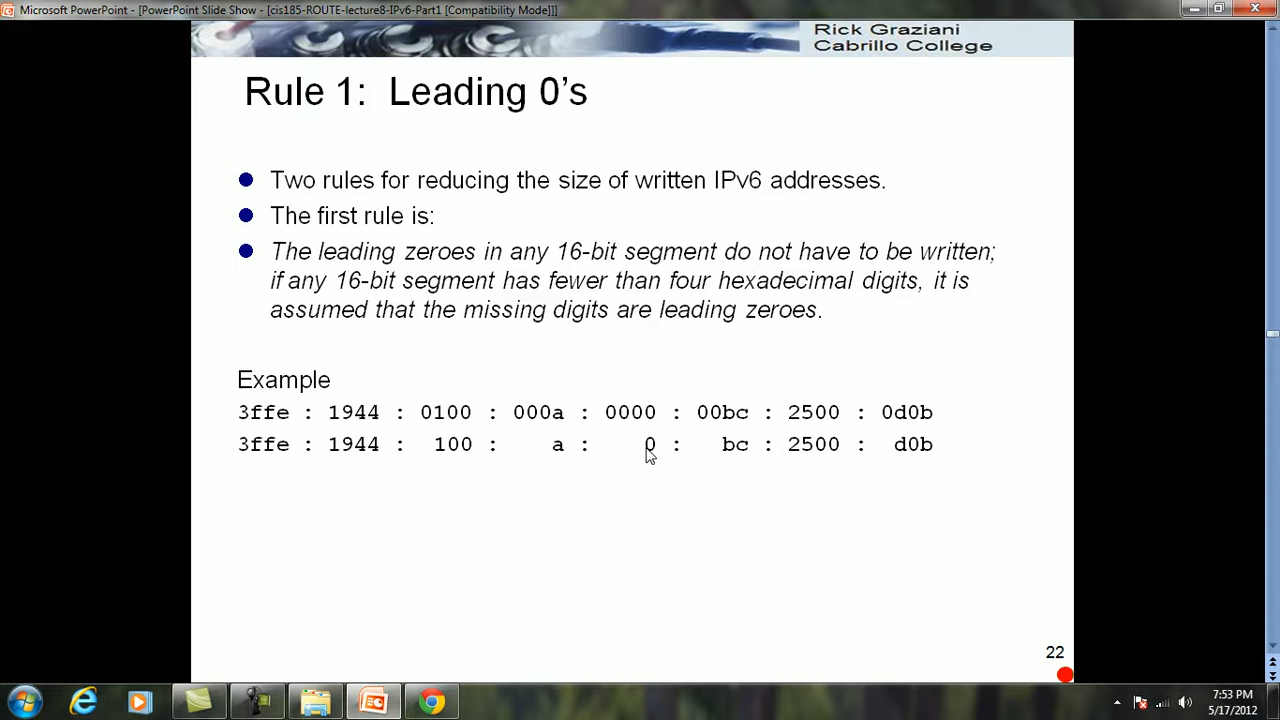 Microsoft PowerPoint - [PowerPoint Slide Show - [cis185-ROUTE-lecture8-IPv6-Part1 [Compatibility Mode]]]
Rick Graziani
Cabrillo College
Rule 1: Leading 0's
Two rules for reducing the size of written IPv6 addresses.
The first rule is:
The leading zeroes in any 16-bit segment do not have to be written;
if any 16-bit segment has fewer than four hexadecimal digits, it is
assumed that the missing digits are leading zeroes.
Example
3ffe : 1944 : 0100 : 000a : 0000 : 00bc : 2500 : 0d0b
3ffe : 1944 : 100 : a : 0 : bc : 2500 : d0b
22
7:53 PM
5/17/2012